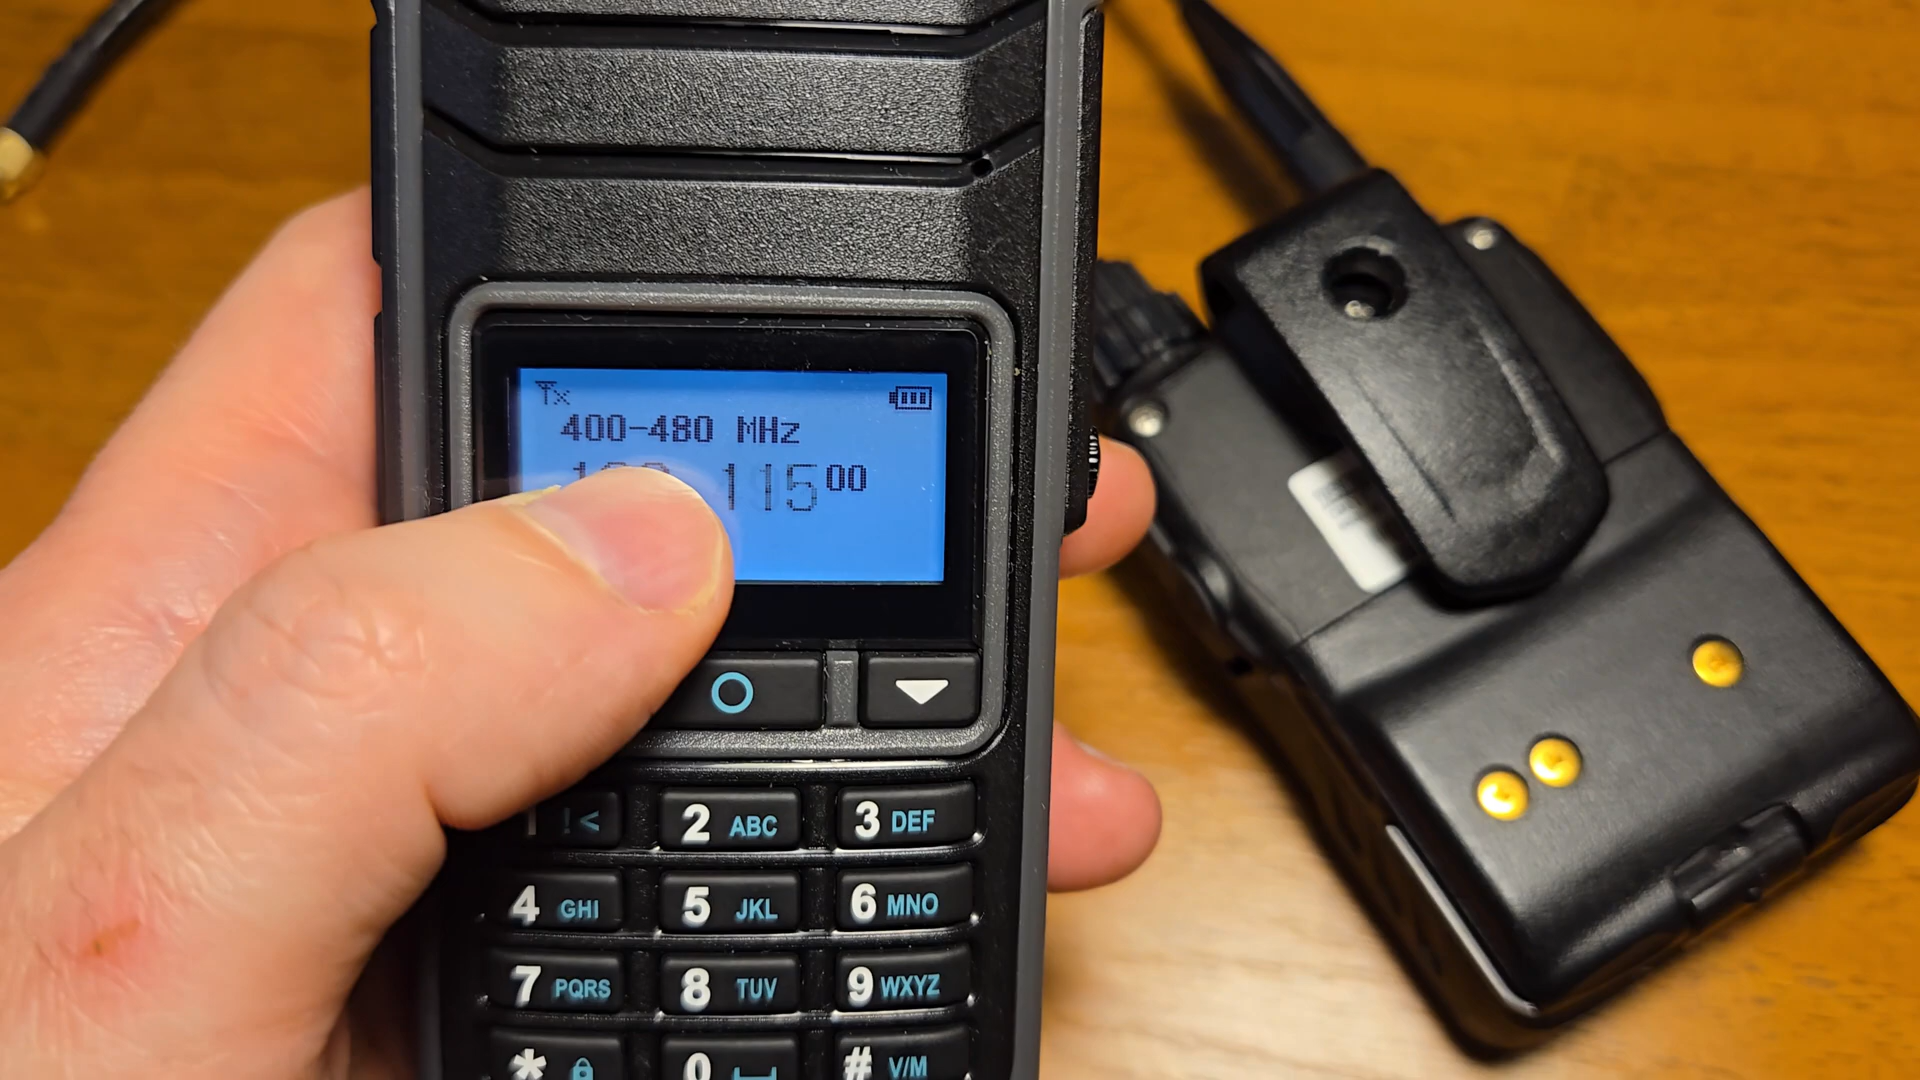 Tx
400-480 MHz
115 00
2 ABC
3 DEF
4 GHI
5 JKL
6 MNO
7 PQRS
8 TUV
9 WXYZ
*
0
# V/M